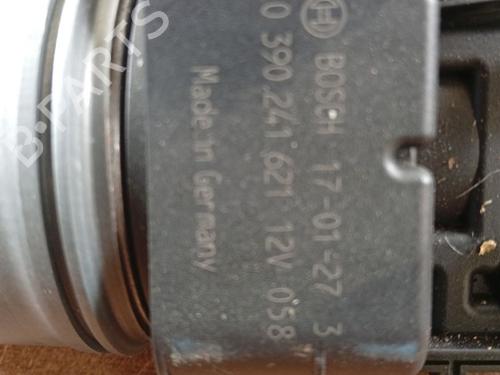 BOSCH 17-01-27 3
0 390 241 621 12V 058
Made in Germany
B-PARTS